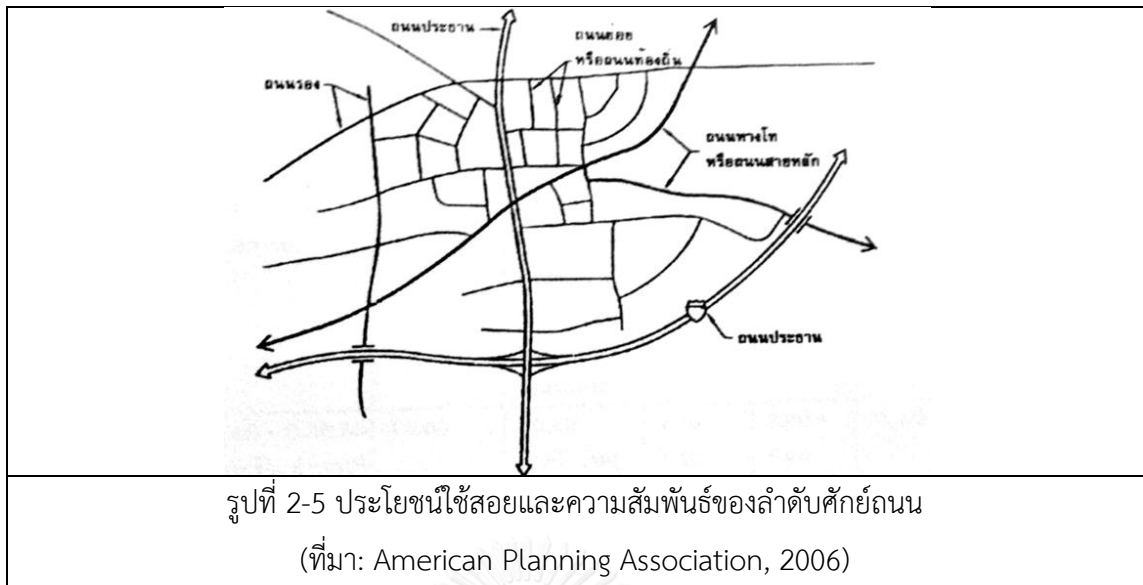 ถนนประธาน
ถนนย่อย
หรือถนนท้องถิ่น
ถนนรอง
ถนนทางโท
หรือถนนสายหลัก
ถนนประธาน
รูปที่ 2-5 ประโยชน์ใช้สอยและความสัมพันธ์ของลำดับศักย์ถนน
(ที่มา: American Planning Association, 2006)